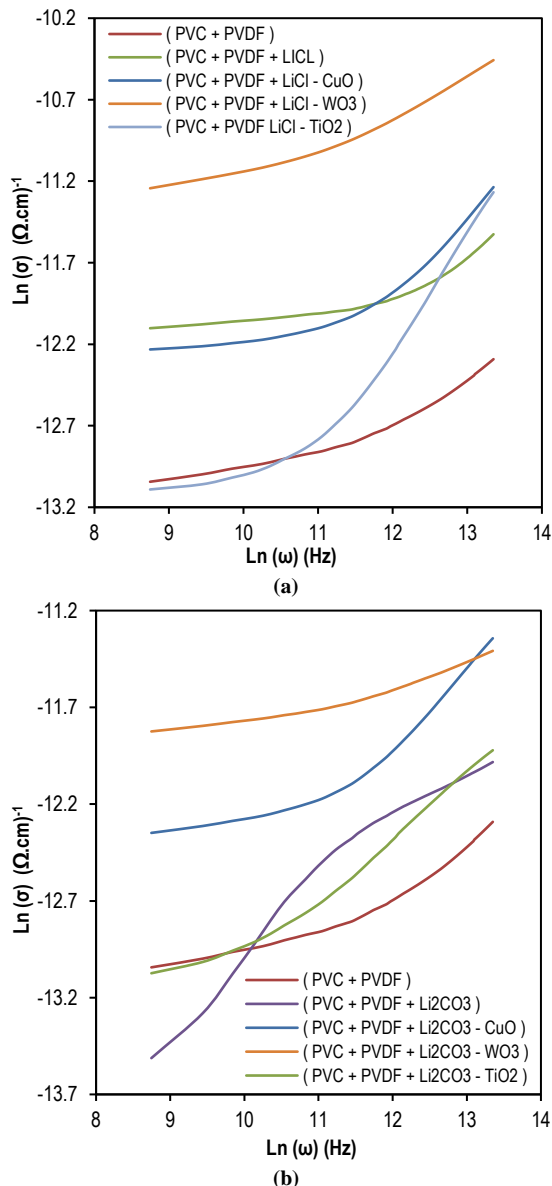 -10.2
-10.7
-11.2
-11.7
-12.2
-12.7
-13.2
Ln (σ) (Ω.cm)-1
( PVC + PVDF )
( PVC + PVDF + LICL )
( PVC + PVDF + LiCl - CuO )
( PVC + PVDF + LiCl - WO3 )
( PVC + PVDF LiCl - TiO2 )
8 9 10 11 12 13 14
Ln (ω) (Hz)
(a)
-11.2
-11.7
-12.2
-12.7
-13.2
-13.7
Ln (σ) (Ω.cm)-1
( PVC + PVDF )
( PVC + PVDF + Li2CO3)
( PVC + PVDF + Li2CO3 - CuO )
( PVC + PVDF + Li2CO3 - WO3 )
( PVC + PVDF + Li2CO3 - TiO2 )
8 9 10 11 12 13 14
Ln (ω) (Hz)
(b)